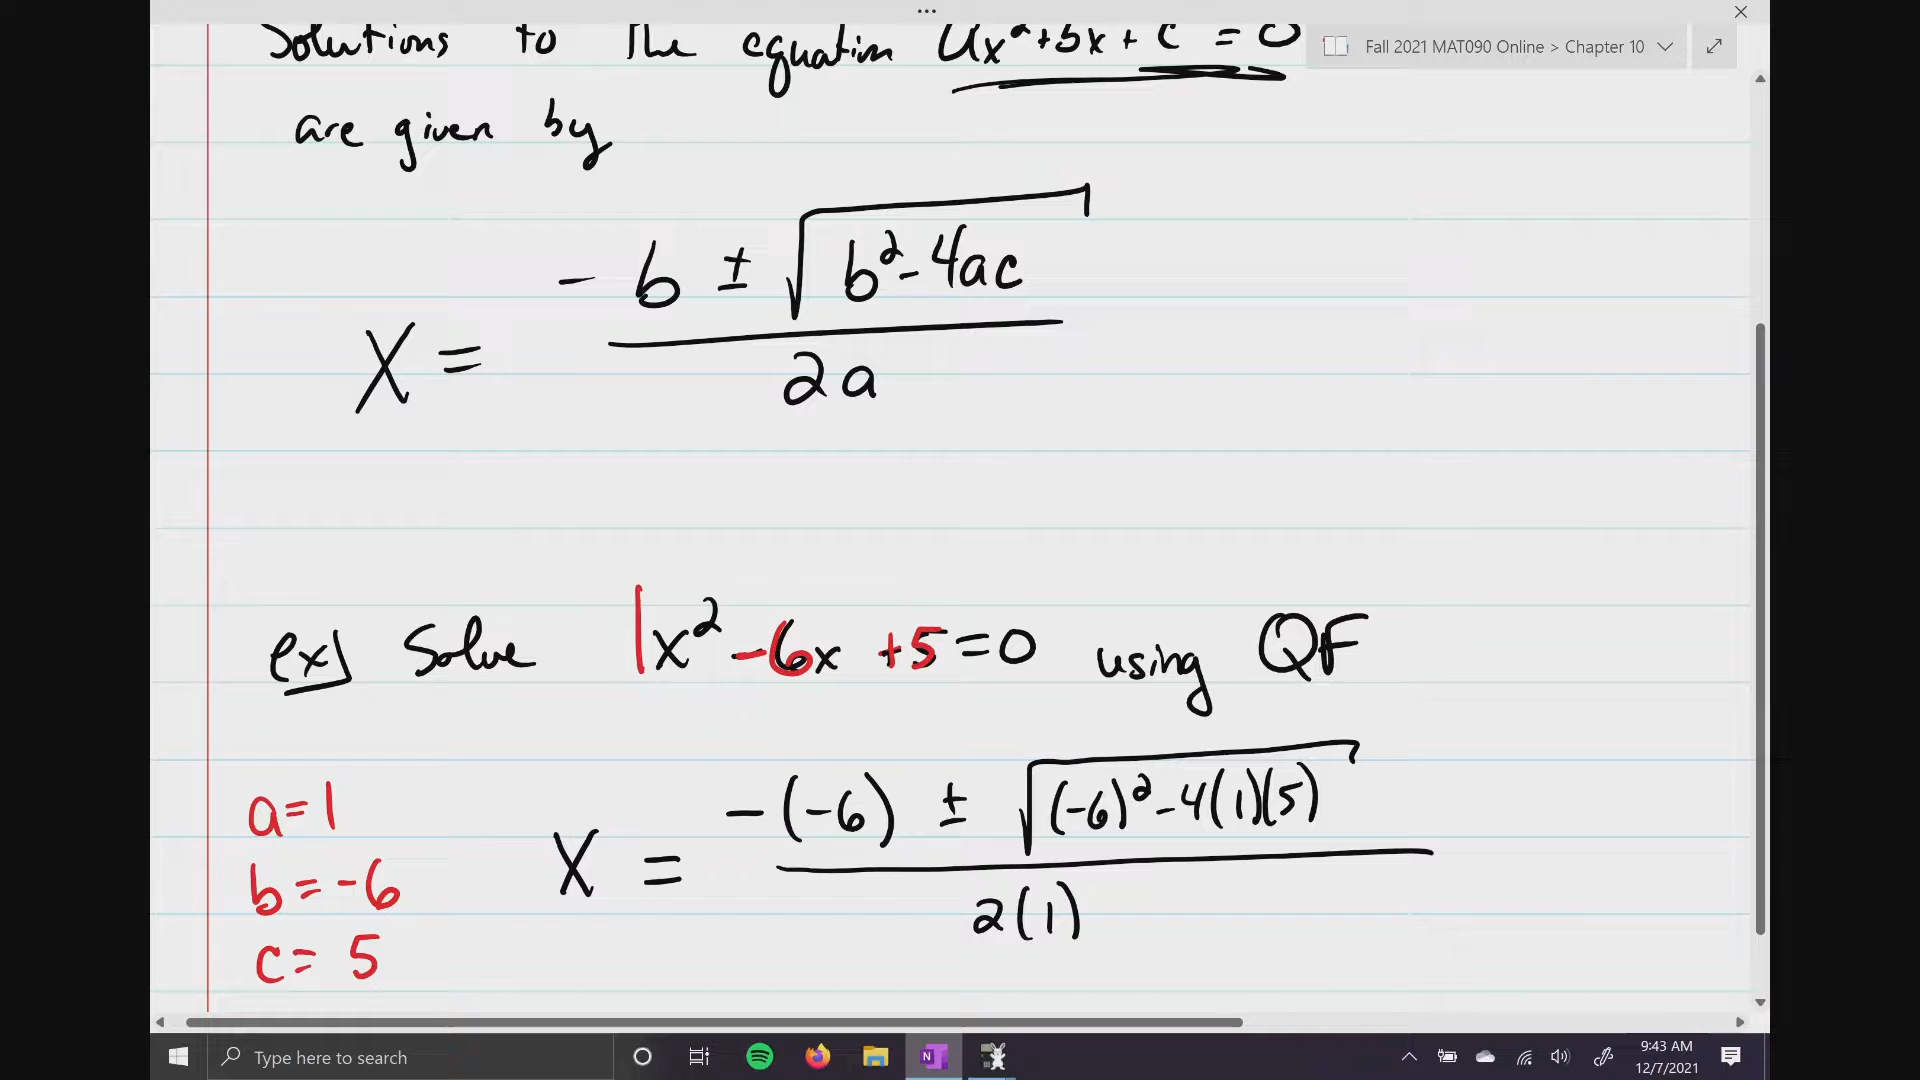 Solutions to the equation ax²+bx+c=0
Fall 2021 MAT090 Online > Chapter 10
are given by
x = (-b ± √(b²-4ac)) / 2a
ex) Solve 1x²-6x+5=0 using QF
a=1
b=-6
c=5
x = (-(-6) ± √((-6)²-4(1)(5))) / 2(1)
Type here to search
N
9:43 AM
12/7/2021